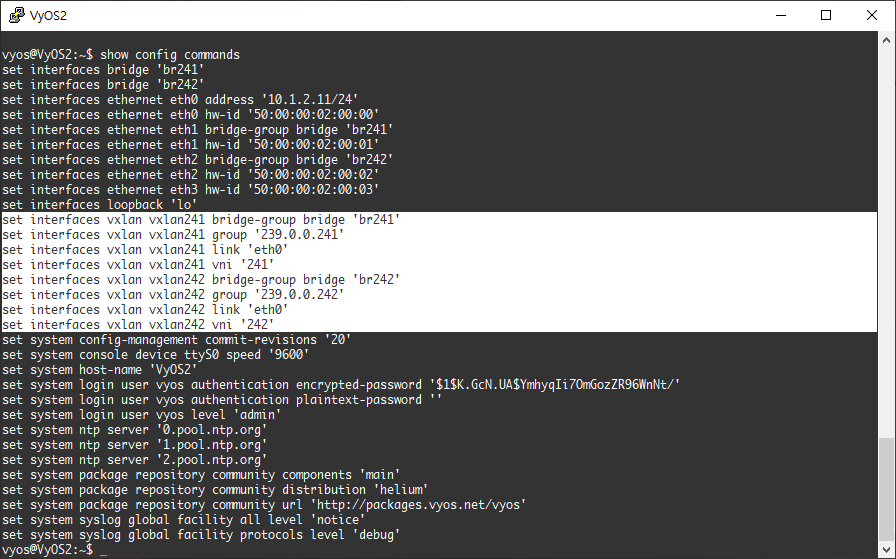 VyOS2
vyos@VyOS2:~$ show config commands
set interfaces bridge 'br241'
set interfaces bridge 'br242'
set interfaces ethernet eth0 address '10.1.2.11/24'
set interfaces ethernet eth0 hw-id '50:00:00:02:00:00'
set interfaces ethernet eth1 bridge-group bridge 'br241'
set interfaces ethernet eth1 hw-id '50:00:00:02:00:01'
set interfaces ethernet eth2 bridge-group bridge 'br242'
set interfaces ethernet eth2 hw-id '50:00:00:02:00:02'
set interfaces ethernet eth3 hw-id '50:00:00:02:00:03'
set interfaces loopback 'lo'
set interfaces vxlan vxlan241 bridge-group bridge 'br241'
set interfaces vxlan vxlan241 group '239.0.0.241'
set interfaces vxlan vxlan241 link 'eth0'
set interfaces vxlan vxlan241 vni '241'
set interfaces vxlan vxlan242 bridge-group bridge 'br242'
set interfaces vxlan vxlan242 group '239.0.0.242'
set interfaces vxlan vxlan242 link 'eth0'
set interfaces vxlan vxlan242 vni '242'
set system config-management commit-revisions '20'
set system console device ttyS0 speed '9600'
set system host-name 'VyOS2'
set system login user vyos authentication encrypted-password '$1$K.GcN.UA$YmhyqIi7OmGozZR96WnNt/'
set system login user vyos authentication plaintext-password ''
set system login user vyos level 'admin'
set system ntp server '0.pool.ntp.org'
set system ntp server '1.pool.ntp.org'
set system ntp server '2.pool.ntp.org'
set system package repository community components 'main'
set system package repository community distribution 'helium'
set system package repository community url 'http://packages.vyos.net/vyos'
set system syslog global facility all level 'notice'
set system syslog global facility protocols level 'debug'
vyos@VyOS2:~$ _